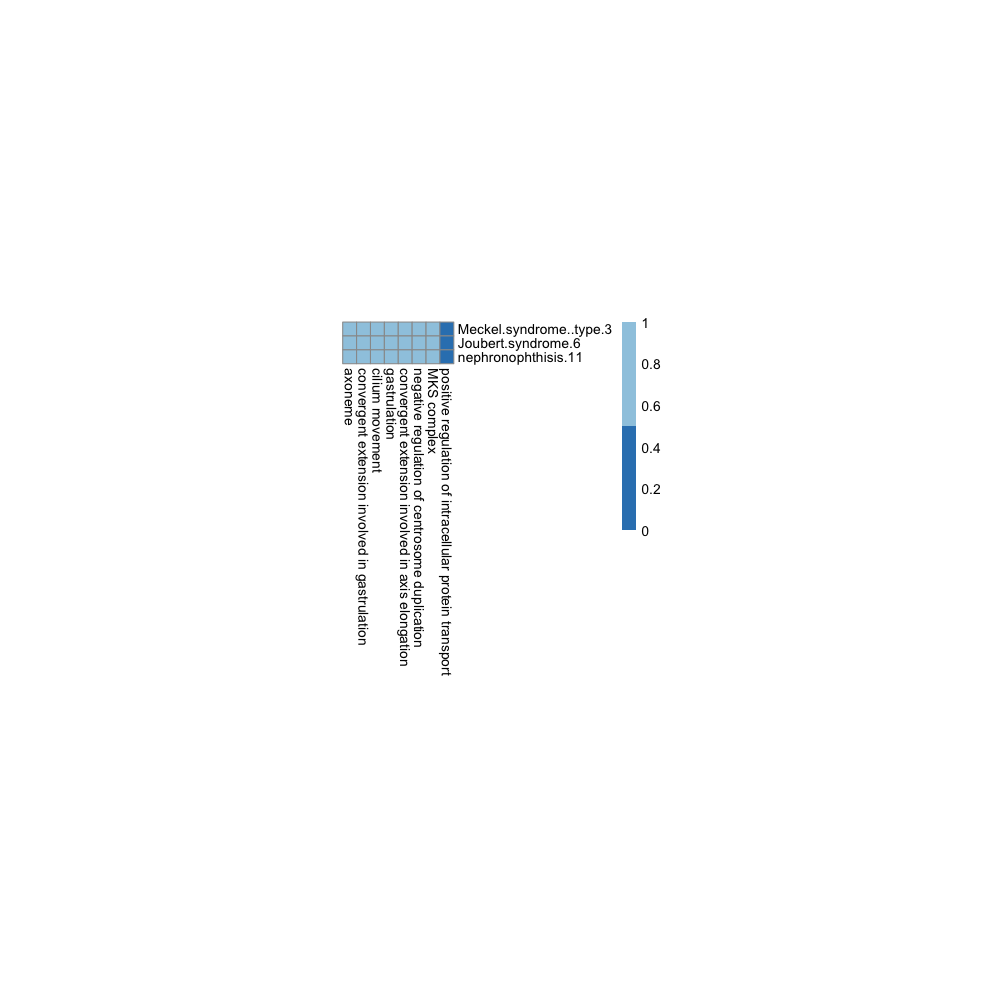 Meckel.syndrome..type.3
Joubert.syndrome.6
nephronophthisis.11
axoneme
convergent extension involved in gastrulation
cilium movement
gastrulation
convergent extension involved in axis elongation
negative regulation of centrosome duplication
MKS complex
positive regulation of intracellular protein transport
1
0.8
0.6
0.4
0.2
0